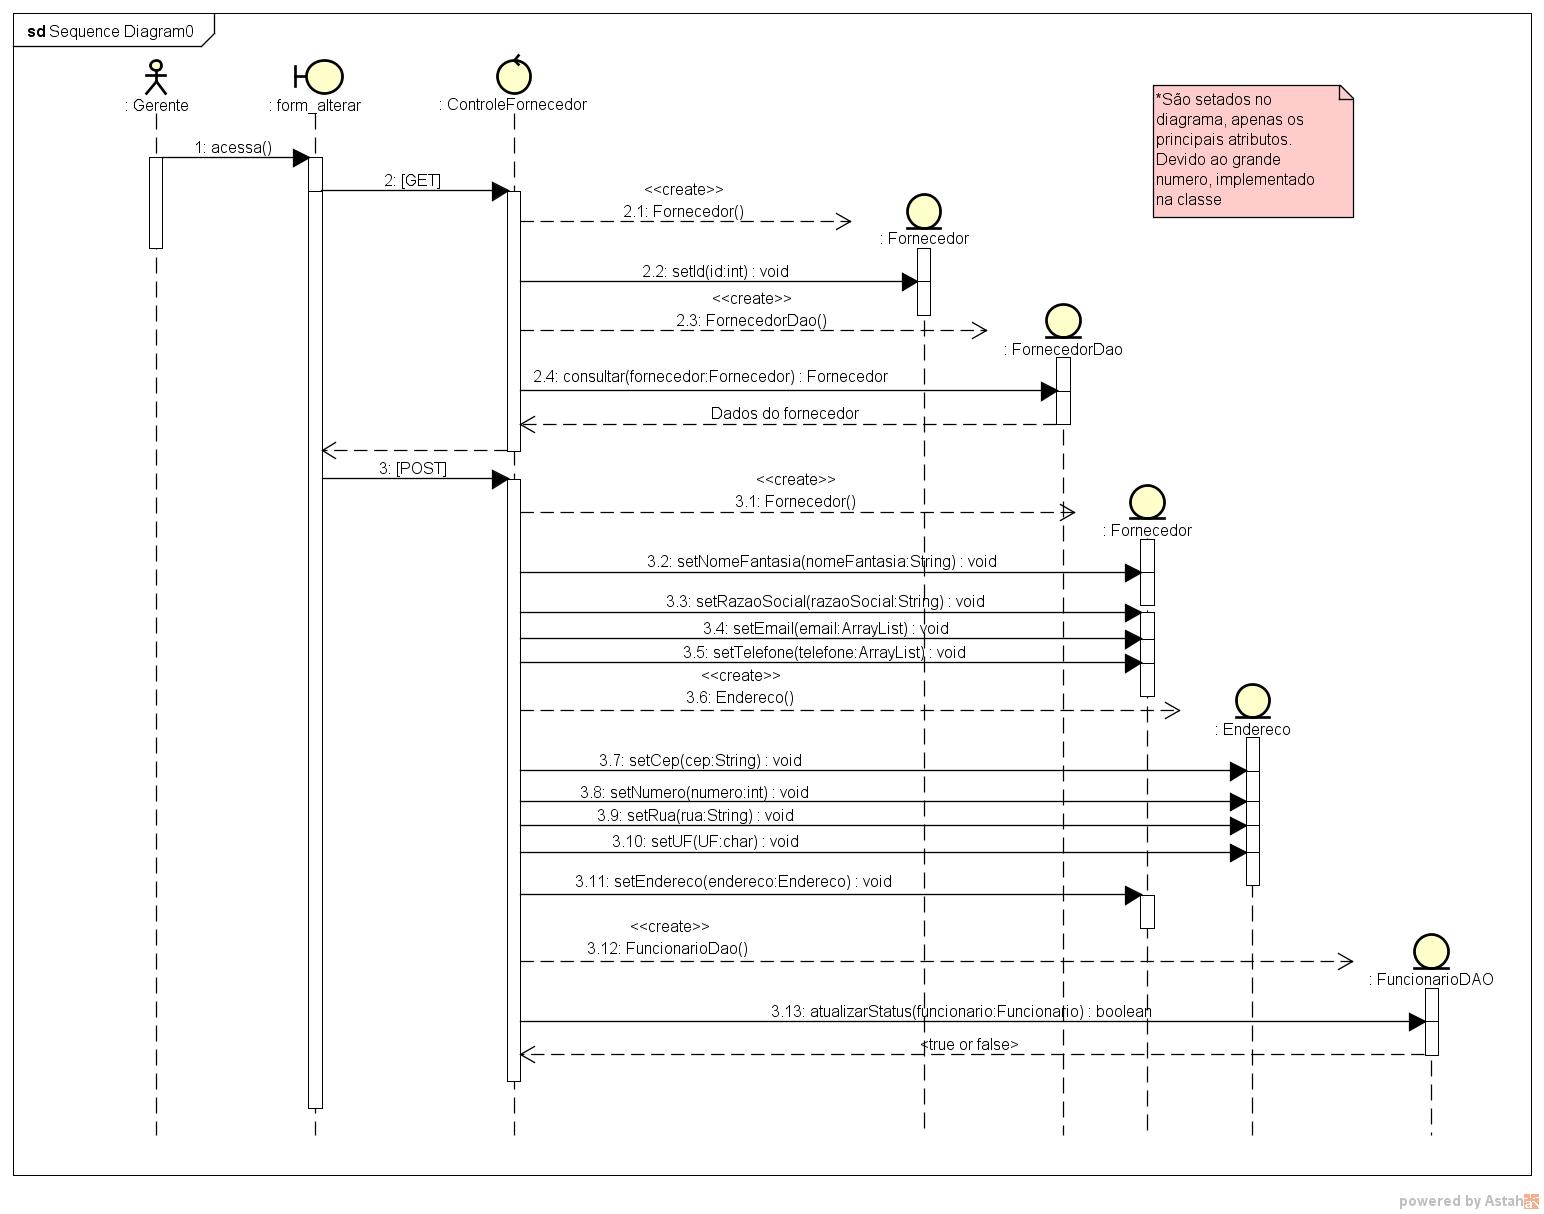 sd Sequence Diagram0
: Gerente
: form_alterar
: ControleFornecedor
*São setados no
diagrama, apenas os
principais atributos.
Devido ao grande
numero, implementado
na classe
1: acessa()
2: [GET]
<<create>>
2.1: Fornecedor()
: Fornecedor
2.2: setId(id:int) : void
<<create>>
2.3: FornecedorDao()
: FornecedorDao
2.4: consultar(fornecedor:Fornecedor) : Fornecedor
Dados do fornecedor
3: [POST]
<<create>>
3.1: Fornecedor()
: Fornecedor
3.2: setNomeFantasia(nomeFantasia:String) : void
3.3: setRazaoSocial(razaoSocial:String) : void
3.4: setEmail(email:ArrayList) : void
3.5: setTelefone(telefone:ArrayList) : void
<<create>>
3.6: Endereco()
: Endereco
3.7: setCep(cep:String) : void
3.8: setNumero(numero:int) : void
3.9: setRua(rua:String) : void
3.10: setUF(UF:char) : void
3.11: setEndereco(endereco:Endereco) : void
<<create>>
3.12: FuncionarioDao()
: FuncionarioDAO
3.13: atualizarStatus(funcionario:Funcionario) : boolean
<true or false>
powered by Astah